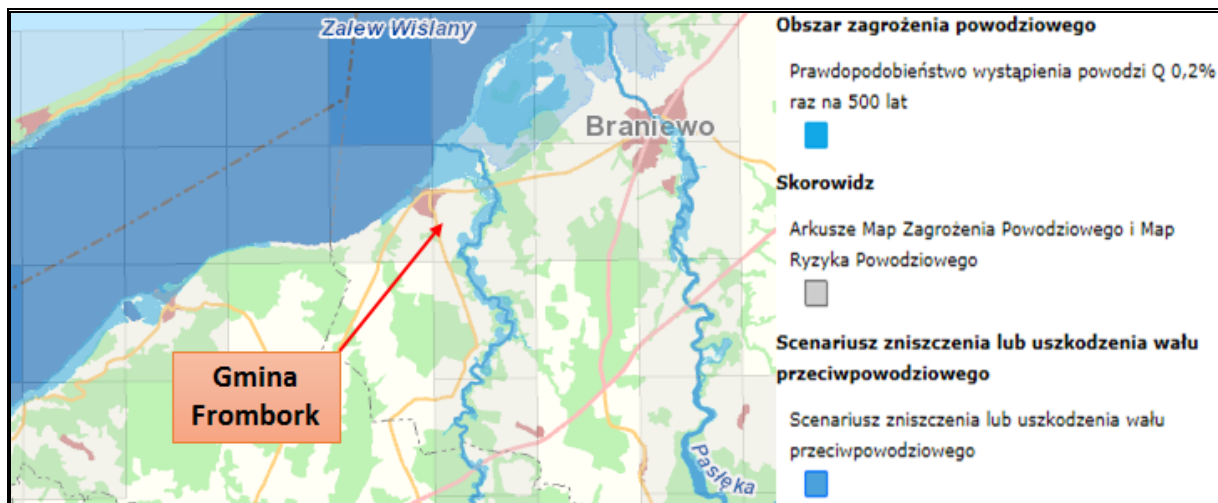 Zalew Wiślany
Braniewo
Gmina
Frombork
Pasłęka
Obszar zagrożenia powodziowego
Prawdopodobieństwo wystąpienia powodzi Q 0,2%
raz na 500 lat
Skorowidz
Arkusze Map Zagrożenia Powodziowego i Map
Ryzyka Powodziowego
Scenariusz zniszczenia lub uszkodzenia wału
przeciwpowodziowego
Scenariusz zniszczenia lub uszkodzenia wału
przeciwpowodziowego